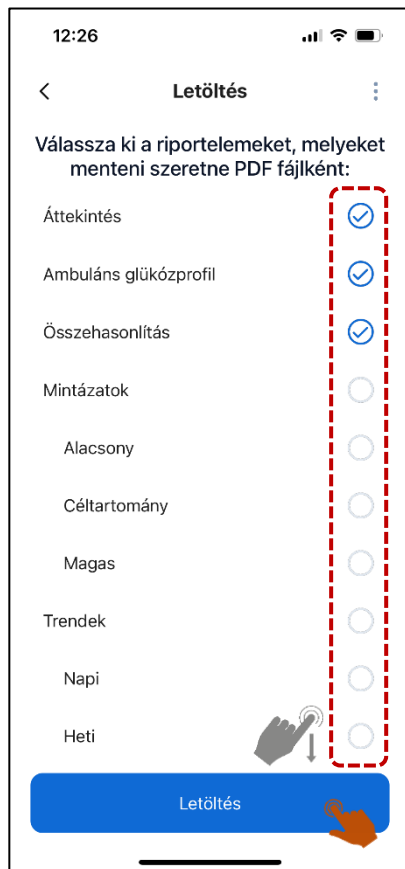 12:26
Letöltés
Válassza ki a riportelemeket, melyeket
menteni szeretne PDF fájlként:
Áttekintés
Ambuláns glükózprofil
Összehasonlítás
Mintázatok
Alacsony
Céltartomány
Magas
Trendek
Napi
Heti
Letöltés